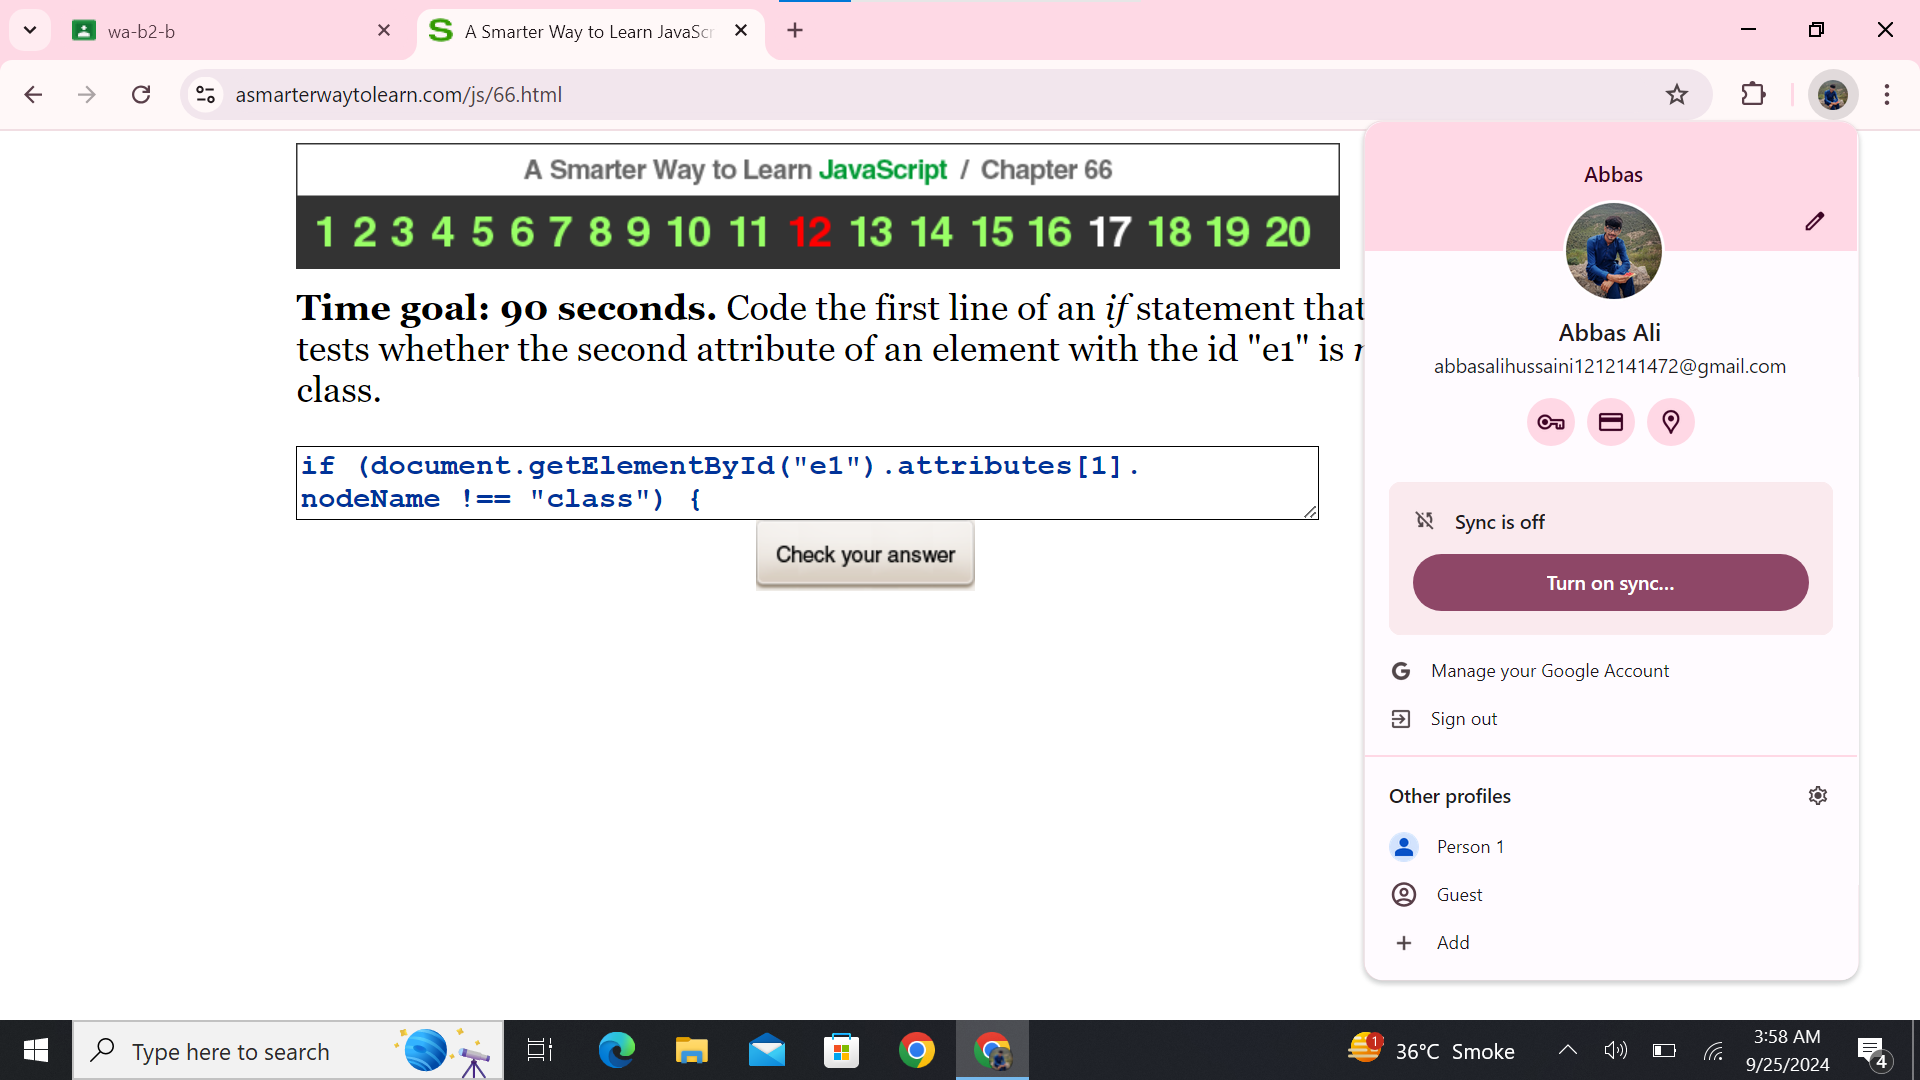 wa-b2-b
A Smarter Way to Learn JavaScr
asmarterwaytolearn.com/js/66.html
A Smarter Way to Learn JavaScript / Chapter 66
1 2 3 4 5 6 7 8 9 10 11 12 13 14 15 16 17 18 19 20
Time goal: 90 seconds. Code the first line of an if statement that
tests whether the second attribute of an element with the id "e1" is
class.
if (document.getElementById("e1").attributes[1].
nodeName !== "class") {
Check your answer
Abbas
Abbas Ali
abbasalihussaini1212141472@gmail.com
Sync is off
Turn on sync...
Manage your Google Account
Sign out
Other profiles
Person 1
Guest
Add
Type here to search
1
36°C Smoke
3:58 AM
9/25/2024
4